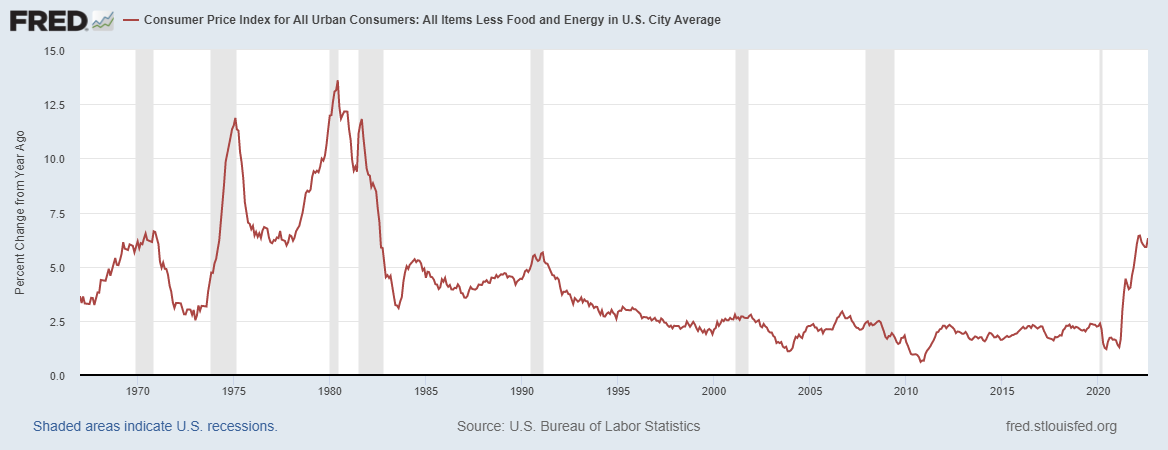 FRED
Consumer Price Index for All Urban Consumers: All Items Less Food and Energy in U.S. City Average
Percent Change from Year Ago
15.0
12.5
10.0
7.5
5.0
2.5
0.0
1970 1975 1980 1985 1990 1995 2000 2005 2010 2015 2020
Shaded areas indicate U.S. recessions. Source: U.S. Bureau of Labor Statistics fred.stlouisfed.org